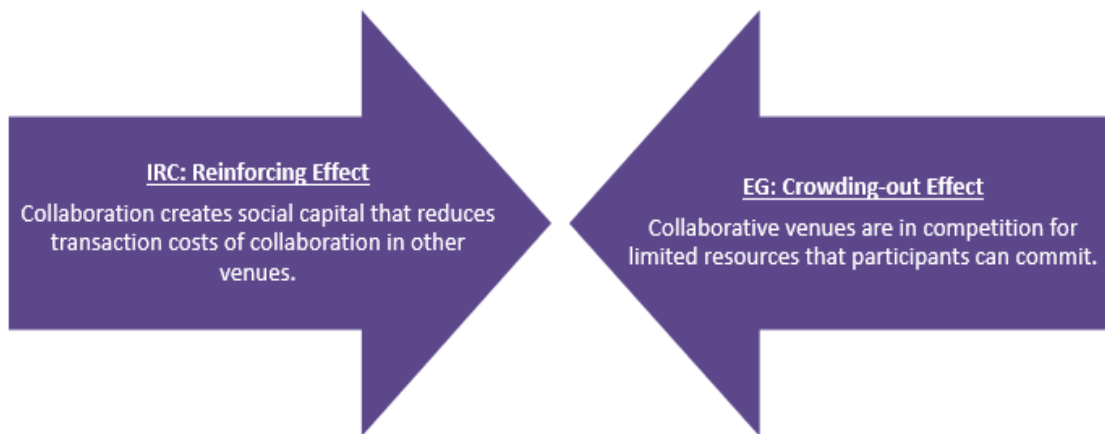 IRC: Reinforcing Effect
Collaboration creates social capital that reduces
transaction costs of collaboration in other
venues.
EG: Crowding-out Effect
Collaborative venues are in competition for
limited resources that participants can commit.